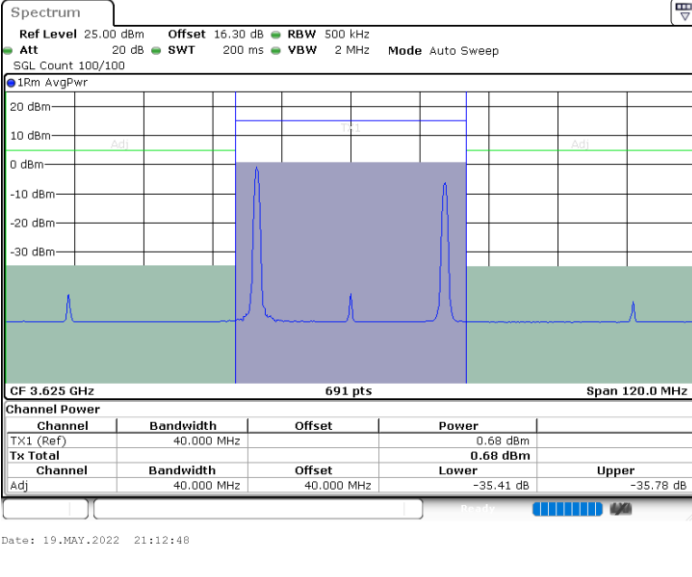 Spectrum
Ref Level 25.00 dBm Offset 16.30 dB RBW 500 kHz
Att 20 dB SWT 200 ms VBW 2 MHz Mode Auto Sweep
SGL Count 100/100
1Rm AvgPwr
20 dBm
TX1
10 dBm
Adj Adj
0 dBm
-10 dBm
-20 dBm
-30 dBm
CF 3.625 GHz 691 pts Span 120.0 MHz
Channel Power
Channel Bandwidth Offset Power
TX1 (Ref) 40.000 MHz 0.68 dBm
Tx Total 0.68 dBm
Channel Bandwidth Offset Lower Upper
Adj 40.000 MHz 40.000 MHz -35.41 dB -35.78 dB
Ready
Date: 19.MAY.2022 21:12:48